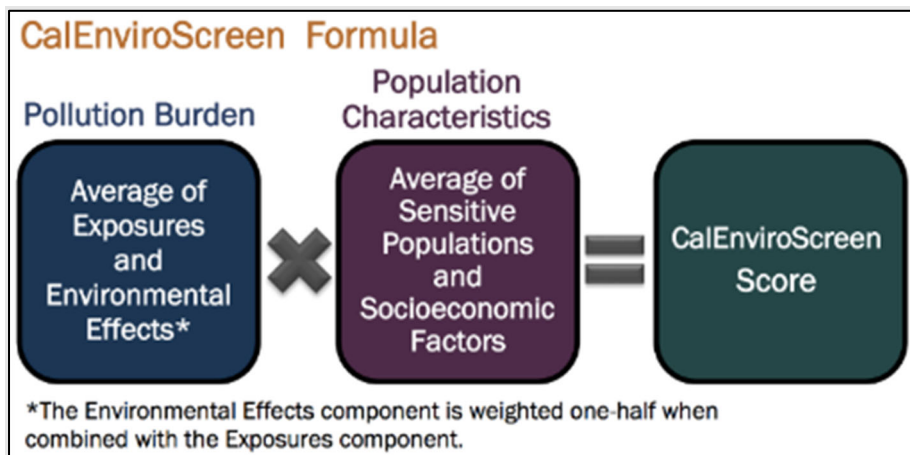 CalEnviroScreen Formula
Pollution Burden
Population
Characteristics
Average of
Exposures
and
Environmental
Effects*
Average of
Sensitive
Populations
and
Socioeconomic
Factors
CalEnviroScreen
Score
*The Environmental Effects component is weighted one-half when
combined with the Exposures component.